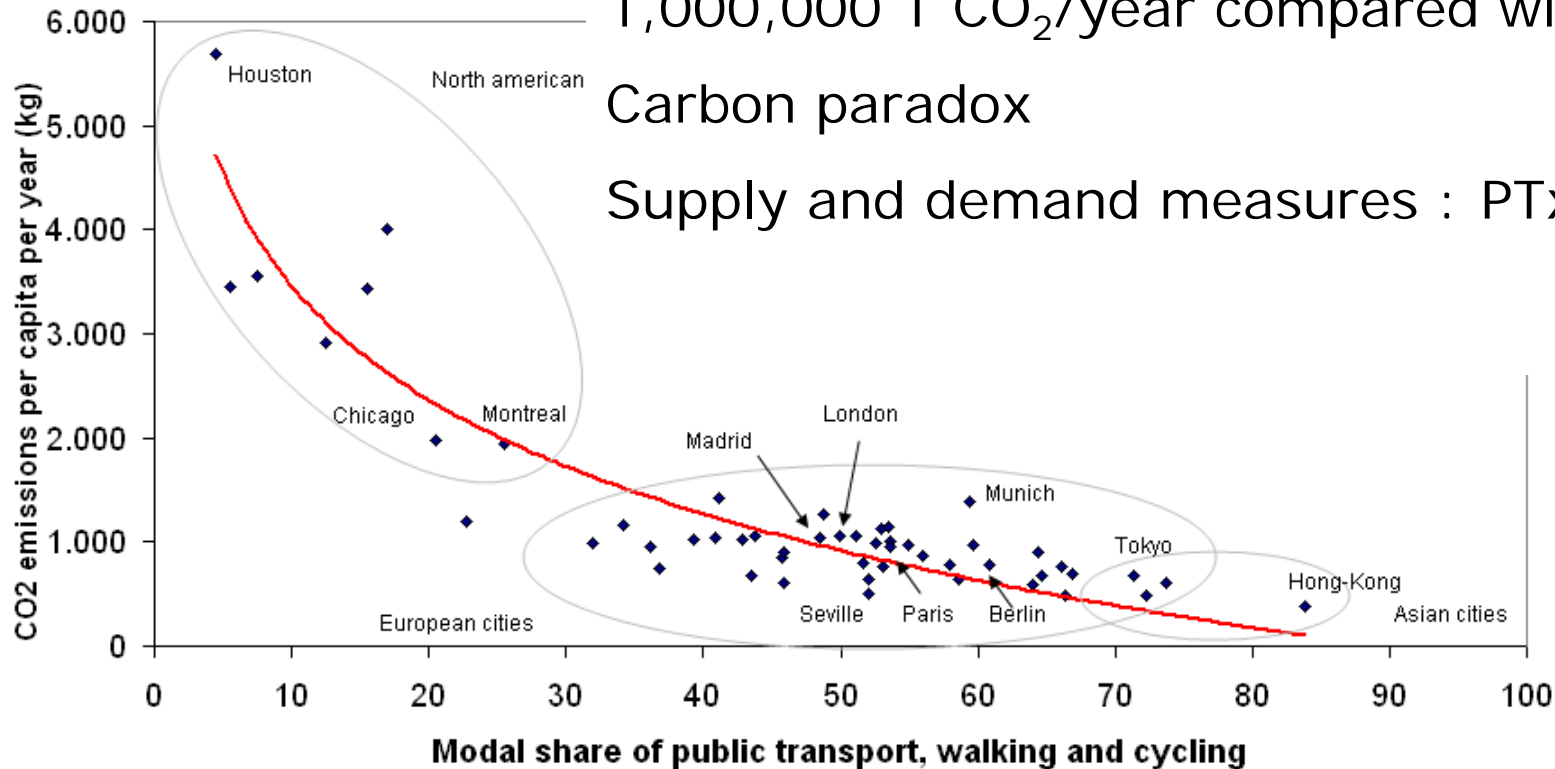 1,000,000 T CO₂/year compared
Carbon paradox
Supply and demand measures :
6.000
5.000
4.000
3.000
2.000
1.000
0
CO2 emissions per capita per year (kg)
Houston
North american
Chicago
Montreal
Madrid
London
Munich
Tokyo
Hong-Kong
European cities
Seville
Paris
Berlin
Asian cities
0 10 20 30 40 50 60 70 80 90 100
Modal share of public transport, walking and cycling